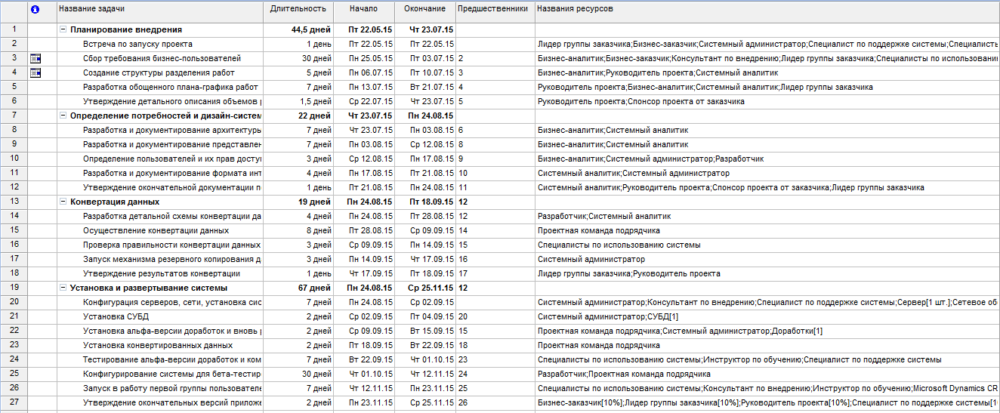 Название задачи Длительность Начало Окончание Предшественники Названия ресурсов
1 Планирование внедрения 44,5 дней Пт 22.05.15 Чт 23.07.15
2 Встреча по запуску проекта 1 день Пт 22.05.15 Пт 22.05.15 Лидер группы заказчика;Бизнес-заказчик;Системный администратор;Специалист по поддержке системы;Специалисть
3 Сбор требования бизнес-пользователей 30 дней Пн 25.05.15 Пт 03.07.15 2 Бизнес-аналитик;Бизнес-заказчик;Консультант по внедрению;Лидер группы заказчика;Специалисты по использовани
4 Создание структуры разделения работ 5 дней Пн 06.07.15 Пт 10.07.15 3 Бизнес-аналитик;Руководитель проекта;Системный аналитик
5 Разработка обощенного плана-графика работ 7 дней Пн 13.07.15 Вт 21.07.15 4 Руководитель проекта;Бизнес-аналитик;Системный аналитик;Лидер группы заказчика
6 Утверждение детального описания объемов р 1,5 дней Ср 22.07.15 Чт 23.07.15 5 Руководитель проекта;Спонсор проекта от заказчика
7 Определение потребностей и дизайн-систем 22 дней Чт 23.07.15 Пн 24.08.15
8 Разработка и документирование архитектуры 7 дней Чт 23.07.15 Пн 03.08.15 6 Бизнес-аналитик;Системный аналитик
9 Разработка и документирование представлен 7 дней Пн 03.08.15 Ср 12.08.15 8 Бизнес-аналитик;Системный аналитик
10 Определение пользователей и их прав досту 3 дней Ср 12.08.15 Пн 17.08.15 9 Бизнес-аналитик;Системный администратор;Разработчик
11 Разработка и документирование формата инт 4 дней Пн 17.08.15 Пт 21.08.15 10 Системный аналитик;Системный администратор
12 Утверждение окончательной документации п 1 день Пт 21.08.15 Пн 24.08.15 11 Системный аналитик;Руководитель проекта;Спонсор проекта от заказчика;Лидер группы заказчика
13 Конвертация данных 19 дней Пн 24.08.15 Пт 18.09.15 12
14 Разработка детальной схемы конвертации да 4 дней Пн 24.08.15 Пт 28.08.15 12 Разработчик;Системный аналитик
15 Осуществление конвертации данных 8 дней Пт 28.08.15 Ср 09.09.15 14 Проектная команда подрядчика
16 Проверка правильности конвертации данных 3 дней Ср 09.09.15 Пн 14.09.15 15 Специалисты по использованию системы
17 Запуск механизма резервного копирования д 3 дней Пн 14.09.15 Чт 17.09.15 16 Системный администратор
18 Утверждение результатов конвертации 1 день Чт 17.09.15 Пт 18.09.15 17 Лидер группы заказчика;Руководитель проекта
19 Установка и развертывание системы 67 дней Пн 24.08.15 Ср 25.11.15 12
20 Конфигурация серверов, сети, установка сис 7 дней Пн 24.08.15 Ср 02.09.15 Системный администратор;Консультант по внедрению;Специалист по поддержке системы;Сервер[1 шт.];Сетевое об
21 Установка СУБД 2 дней Ср 02.09.15 Пт 04.09.15 20 Системный администратор;СУБД[1]
22 Установка альфа-версии доработок и вновь р 2 дней Ср 09.09.15 Вт 15.09.15 15 Проектная команда подрядчика;Системный администратор;Доработки[1]
23 Установка конвертированных данных 2 дней Пт 18.09.15 Вт 22.09.15 18 Проектная команда подрядчика
24 Тестирование альфа-версии доработок и ком 7 дней Вт 22.09.15 Чт 01.10.15 23 Специалисты по использованию системы;Инструктор по обучению;Специалист по поддержке системы
25 Конфигурирование системы для бета-тестир 30 дней Чт 01.10.15 Чт 12.11.15 24 Разработчик;Проектная команда подрядчика
26 Запуск в работу первой группы пользователе 7 дней Чт 12.11.15 Пн 23.11.15 25 Специалисты по использованию системы;Консультант по внедрению;Инструктор по обучению;Microsoft Dynamics CR
27 Утверждение окончательных версий приложе 2 дней Пн 23.11.15 Ср 25.11.15 26 Бизнес-заказчик[10%];Лидер группы заказчика[10%];Руководитель проекта[10%];Специалист по поддержке системы[1